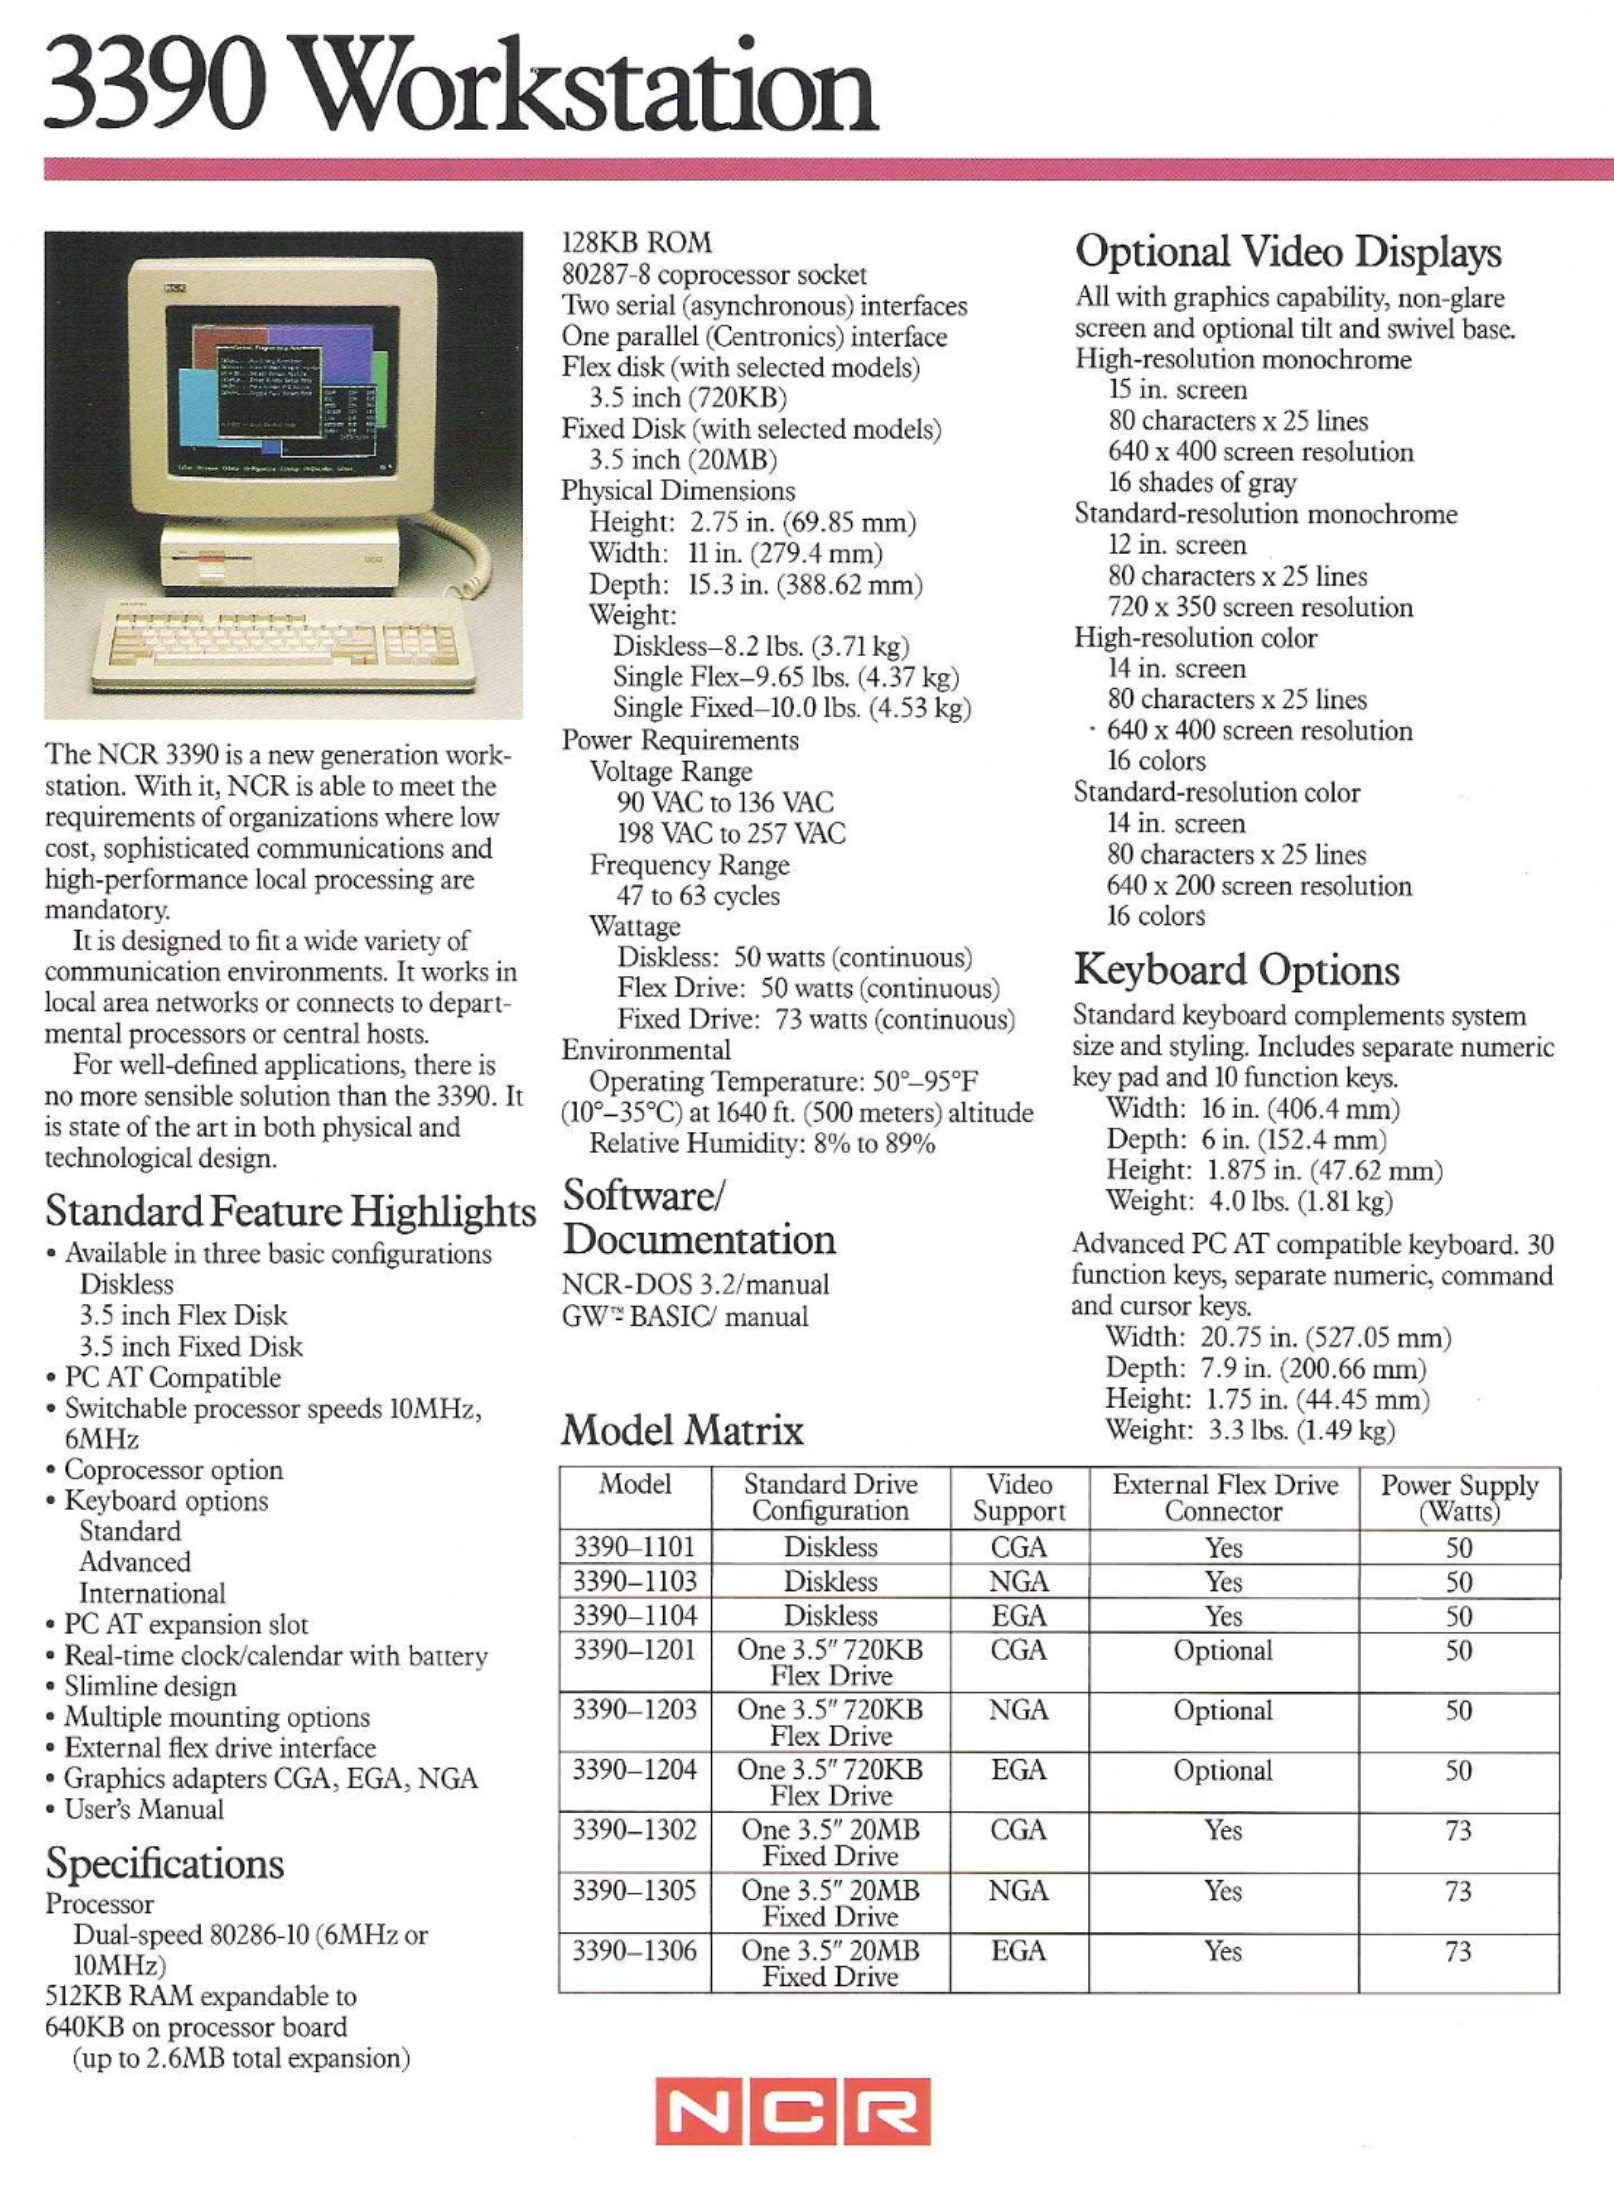 3390 Workstation
The NCR 3390 is a new generation work-
station. With it, NCR is able to meet the
requirements of organizations where low
cost, sophisticated communications and
high-performance local processing are
mandatory.
It is designed to fit a wide variety of
communication environments. It works in
local area networks or connects to depart-
mental processors or central hosts.
For well-defined applications, there is
no more sensible solution than the 3390. It
is state of the art in both physical and
technological design.
Standard Feature Highlights
• Available in three basic configurations
Diskless
3.5 inch Flex Disk
3.5 inch Fixed Disk
• PC AT Compatible
• Switchable processor speeds 10MHz,
6MHz
• Coprocessor option
• Keyboard options
Standard
Advanced
International
• PC AT expansion slot
• Real-time clock/calendar with battery
• Slimline design
• Multiple mounting options
• External flex drive interface
• Graphics adapters CGA, EGA, NGA
• User's Manual
Specifications
Processor
Dual-speed 80286-10 (6MHz or
10MHz)
512KB RAM expandable to
640KB on processor board
(up to 2.6MB total expansion)
128KB ROM
80287-8 coprocessor socket
Two serial (asynchronous) interfaces
One parallel (Centronics) interface
Flex disk (with selected models)
3.5 inch (720KB)
Fixed Disk (with selected models)
3.5 inch (20MB)
Physical Dimensions
Height: 2.75 in. (69.85 mm)
Width: 11 in. (279.4 mm)
Depth: 15.3 in. (388.62 mm)
Weight:
Diskless–8.2 lbs. (3.71 kg)
Single Flex–9.65 lbs. (4.37 kg)
Single Fixed–10.0 lbs. (4.53 kg)
Power Requirements
Voltage Range
90 VAC to 136 VAC
198 VAC to 257 VAC
Frequency Range
47 to 63 cycles
Wattage
Diskless: 50 watts (continuous)
Flex Drive: 50 watts (continuous)
Fixed Drive: 73 watts (continuous)
Environmental
Operating Temperature: 50°–95°F
(10°–35°C) at 1640 ft. (500 meters) altitude
Relative Humidity: 8% to 89%
Software/
Documentation
NCR-DOS 3.2/manual
GW™ BASIC/ manual
Optional Video Displays
All with graphics capability, non-glare
screen and optional tilt and swivel base.
High-resolution monochrome
15 in. screen
80 characters x 25 lines
640 x 400 screen resolution
16 shades of gray
Standard-resolution monochrome
12 in. screen
80 characters x 25 lines
720 x 350 screen resolution
High-resolution color
14 in. screen
80 characters x 25 lines
640 x 400 screen resolution
16 colors
Standard-resolution color
14 in. screen
80 characters x 25 lines
640 x 200 screen resolution
16 colors
Keyboard Options
Standard keyboard complements system
size and styling. Includes separate numeric
key pad and 10 function keys.
Width: 16 in. (406.4 mm)
Depth: 6 in. (152.4 mm)
Height: 1.875 in. (47.62 mm)
Weight: 4.0 lbs. (1.81 kg)
Advanced PC AT compatible keyboard. 30
function keys, separate numeric, command
and cursor keys.
Width: 20.75 in. (527.05 mm)
Depth: 7.9 in. (200.66 mm)
Height: 1.75 in. (44.45 mm)
Weight: 3.3 lbs. (1.49 kg)
Model Matrix
Model Standard Drive Video External Flex Drive Power Supply
Configuration Support Connector (Watts)
3390–1101 Diskless CGA Yes 50
3390–1103 Diskless NGA Yes 50
3390–1104 Diskless EGA Yes 50
3390–1201 One 3.5" 720KB CGA Optional 50
Flex Drive
3390–1203 One 3.5" 720KB NGA Optional 50
Flex Drive
3390–1204 One 3.5" 720KB EGA Optional 50
Flex Drive
3390–1302 One 3.5" 20MB CGA Yes 73
Fixed Drive
3390–1305 One 3.5" 20MB NGA Yes 73
Fixed Drive
3390–1306 One 3.5" 20MB EGA Yes 73
Fixed Drive
NCR